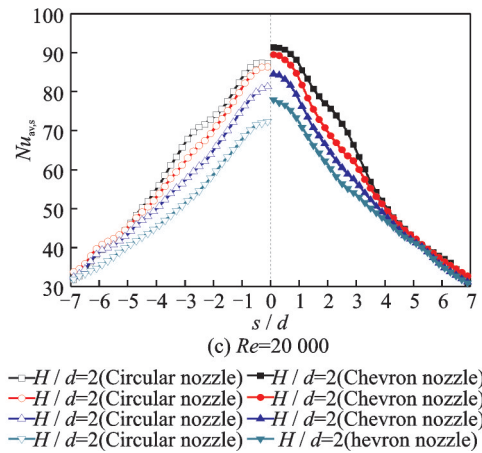 100
90
80
70
60
50
40
30
Nu_av,s
−7 −6 −5 −4 −3 −2 −1 0 1 2 3 4 5 6 7
s / d
(c) Re=20 000
H / d=2(Circular nozzle) H / d=2(Chevron nozzle)
H / d=2(Circular nozzle) H / d=2(Chevron nozzle)
H / d=2(Circular nozzle) H / d=2(Chevron nozzle)
H / d=2(Circular nozzle) H / d=2(hevron nozzle)